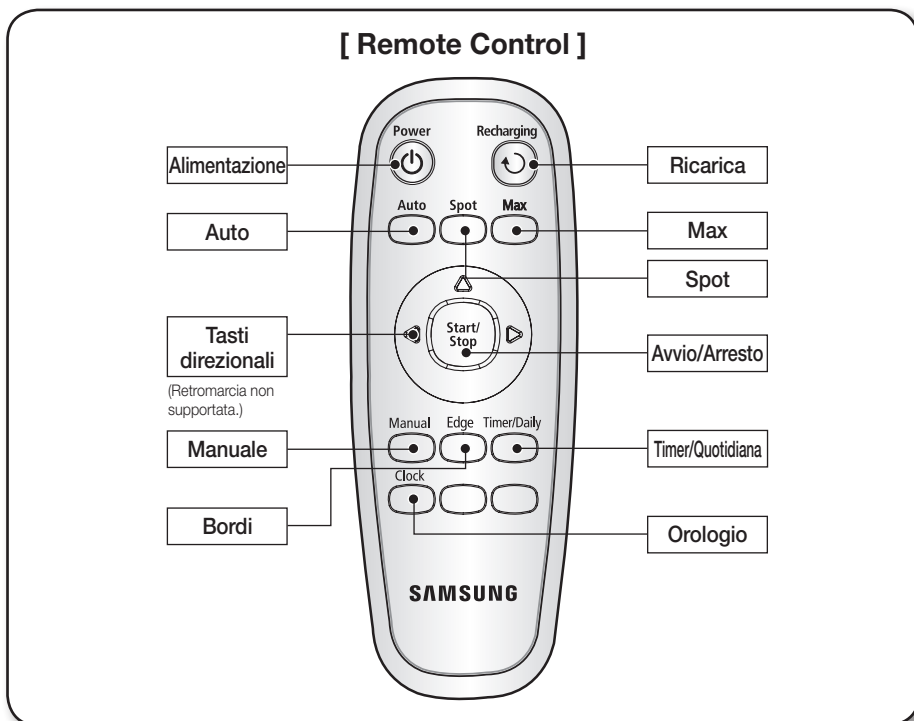 [ Remote Control ]
Power
Recharging
Alimentazione
Ricarica
Auto
Spot
Max
Auto
Max
Spot
Tasti
direzionali
(Retromarcia non
supportata.)
Start/
Stop
Avvio/Arresto
Manual
Edge
Timer/Daily
Manuale
Timer/Quotidiana
Clock
Bordi
Orologio
SAMSUNG